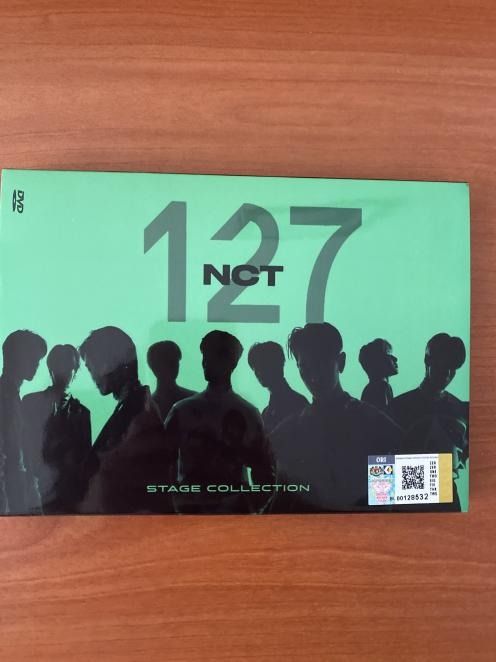 DVD
127
NCT
STAGE COLLECTION
ORI
00128532